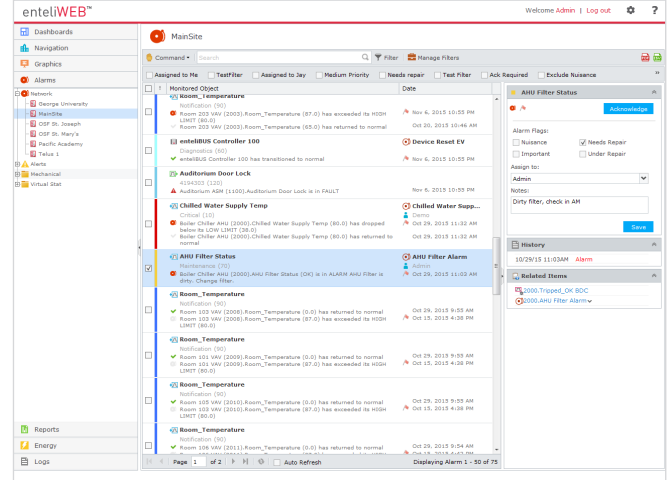 enteliWEB™
Welcome Admin | Log out
?
Dashboards
Navigation
Graphics
Alarms
Network
George University
MainSite
OSF St. Joseph
OSF St. Mary's
Pacific Academy
Telus 1
Alerts
Mechanical
Virtual Stat
Reports
Energy
Logs
MainSite
Command
Search
Filter
Manage Filters
Assigned to Me
TestFilter
Assigned to Jay
Medium Priority
Needs repair
Test Filter
Ack Required
Exclude Nuisance
»
! Monitored Object Date
Room_Temperature
Notification (90)
Room 203 VAV (2003).Room_Temperature (87.0) has exceeded its HIGH Nov 6, 2015 10:55 PM
LIMIT (80.0)
Room 203 VAV (2003).Room_Temperature (65.0) has returned to normal Oct 20, 2015 10:46 AM
enteliBUS Controller 100 Device Reset EV
Diagnostics (60)
enteliBUS Controller 100 has transitioned to normal Nov 6, 2015 10:55 PM
Auditorium Door Lock
4194303 (120)
Auditorium ASM (1100).Auditorium Door Lock is in FAULT Nov 6, 2015 10:55 PM
Chilled Water Supply Temp Chilled Water Supp...
Critical (10) Demo
Boiler Chiller AHU (2000).Chilled Water Supply Temp (80.0) has dropped Oct 29, 2015 11:32 AM
below its LOW LIMIT (38.0)
Boiler Chiller AHU (2000).Chilled Water Supply Temp (80.0) has returned to Oct 29, 2015 11:32 AM
normal
AHU Filter Status AHU Filter Alarm
Maintenance (70) Admin
Boiler Chiller AHU (2000).AHU Filter Status (OK) is in ALARM AHU Filter is Oct 29, 2015 11:03 AM
dirty. Change filter.
Room_Temperature
Notification (90)
Room 103 VAV (2008).Room_Temperature (0.0) has returned to normal Oct 29, 2015 9:55 AM
Room 103 VAV (2008).Room_Temperature (87.0) has exceeded its HIGH Oct 15, 2015 4:38 PM
LIMIT (80.0)
Room_Temperature
Notification (90)
Room 101 VAV (2009).Room_Temperature (0.0) has returned to normal Oct 29, 2015 9:55 AM
Room 101 VAV (2009).Room_Temperature (87.0) has exceeded its HIGH Oct 15, 2015 4:38 PM
LIMIT (80.0)
Room_Temperature
Notification (90)
Room 105 VAV (2010).Room_Temperature (0.0) has returned to normal Oct 29, 2015 9:55 AM
Room 102 VAV (2010).Room_Temperature (87.0) has exceeded its HIGH Oct 15, 2015 4:38 PM
LIMIT (80.0)
Room_Temperature
Notification (90)
Room 106 VAV (2011).Room_Temperature (0.0) has returned to normal Oct 29, 2015 9:54 AM
Page 1 of 2
Auto Refresh
Displaying Alarm 1 - 50 of 75
AHU Filter Status
Acknowledge
Alarm Flags:
Nuisance Needs Repair
Important Under Repair
Assign to:
Admin
Notes:
Dirty filter, check in AM
Save
History
10/29/15 11:03AM Alarm
Related Items
2000.Tripped_OK BDC
2000.AHU Filter Alarm